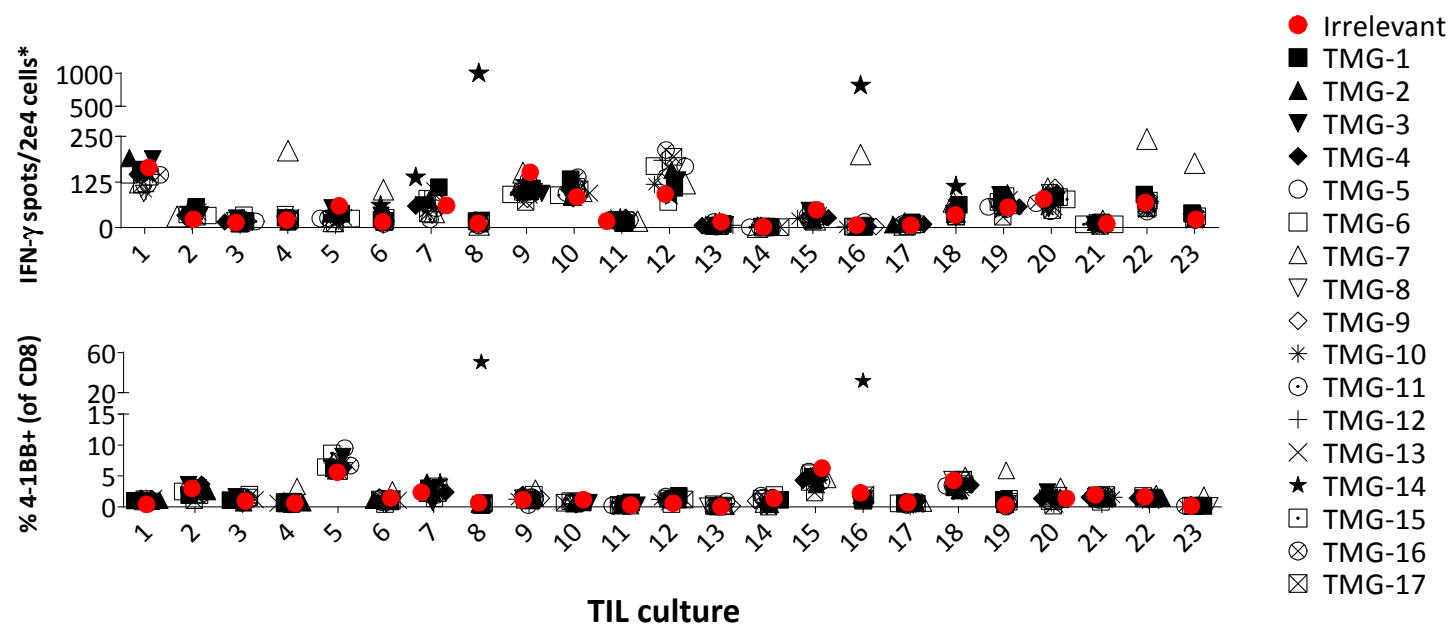 IFN-γ spots/2e4 cells*
1000
500
250
125
0
1 2 3 4 5 6 7 8 9 10 11 12 13 14 15 16 17 18 19 20 21 22 23
% 4-1BB+ (of CD8)
60
20
15
10
5
0
1 2 3 4 5 6 7 8 9 10 11 12 13 14 15 16 17 18 19 20 21 22 23
TIL culture
Irrelevant
TMG-1
TMG-2
TMG-3
TMG-4
TMG-5
TMG-6
TMG-7
TMG-8
TMG-9
TMG-10
TMG-11
TMG-12
TMG-13
TMG-14
TMG-15
TMG-16
TMG-17